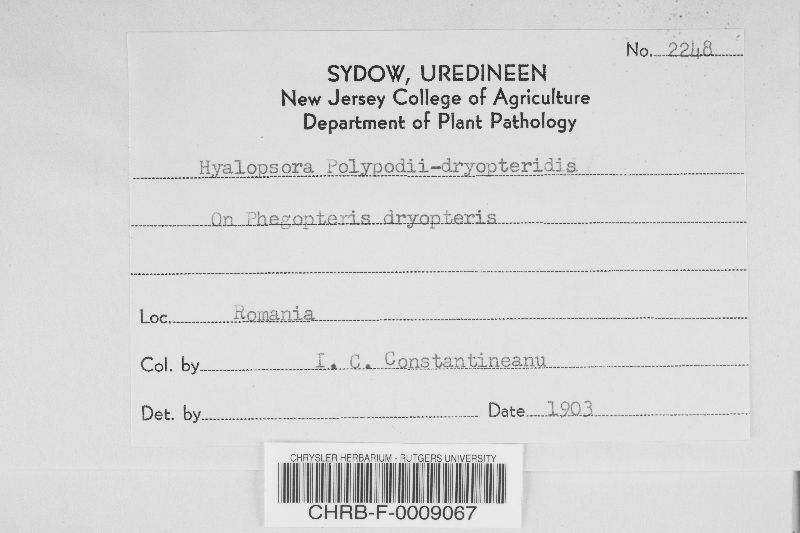 No. 2248
SYDOW, UREDINEEN
New Jersey College of Agriculture
Department of Plant Pathology
Hyalopsora Polypodii-dryopteridis
On Phegopteris dryopteris
Loc. Romania
Col. by I. C. Constantineanu
Det. by Date 1903
CHRYSLER HERBARIUM - RUTGERS UNIVERSITY
CHRB-F-0009067